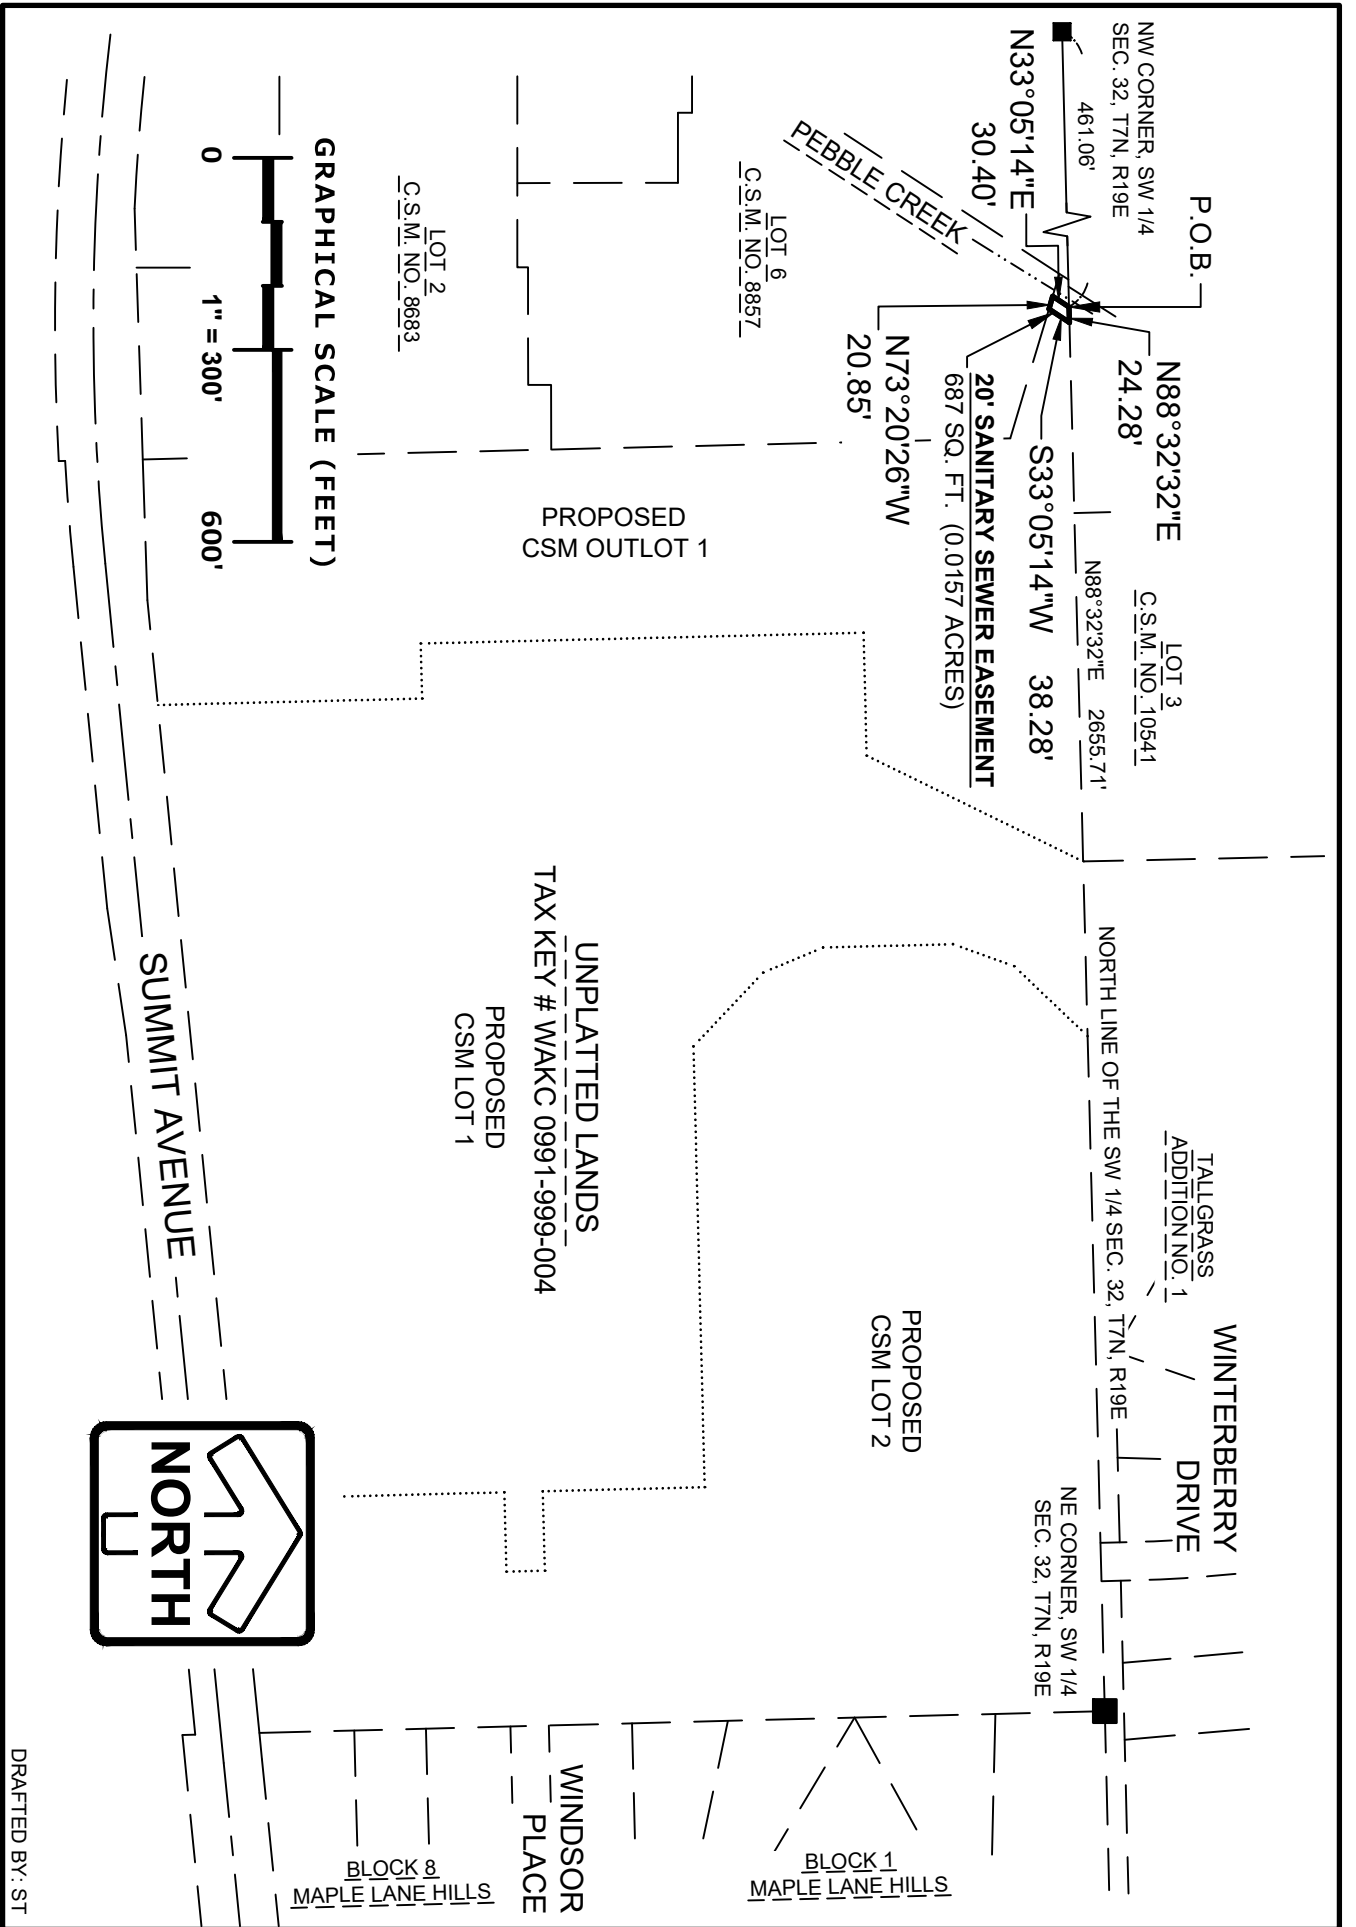 NW CORNER, SW 1/4
SEC. 32, T7N, R19E
461.06'
P.O.B.
N88°32'32"E
24.28'
S33°05'14"W 38.28'
N33°05'14"E
30.40'
N73°20'26"W
20.85'
20' SANITARY SEWER EASEMENT
687 SQ. FT. (0.0157 ACRES)
PEBBLE CREEK
LOT 3
C.S.M. NO. 10541
N88°32'32"E 2655.71'
NORTH LINE OF THE SW 1/4 SEC. 32, T7N, R19E
TALLGRASS
ADDITION NO. 1
WINTERBERRY
DRIVE
NE CORNER, SW 1/4
SEC. 32, T7N, R19E
LOT 6
C.S.M. NO. 8857
LOT 2
C.S.M. NO. 8683
PROPOSED
CSM OUTLOT 1
UNPLATTED LANDS
TAX KEY # WAKC 0991-999-004
PROPOSED
CSM LOT 1
PROPOSED
CSM LOT 2
BLOCK 1
MAPLE LANE HILLS
WINDSOR
PLACE
BLOCK 8
MAPLE LANE HILLS
SUMMIT AVENUE
GRAPHICAL SCALE (FEET)
0 1" = 300' 600'
NORTH
DRAFTED BY: ST